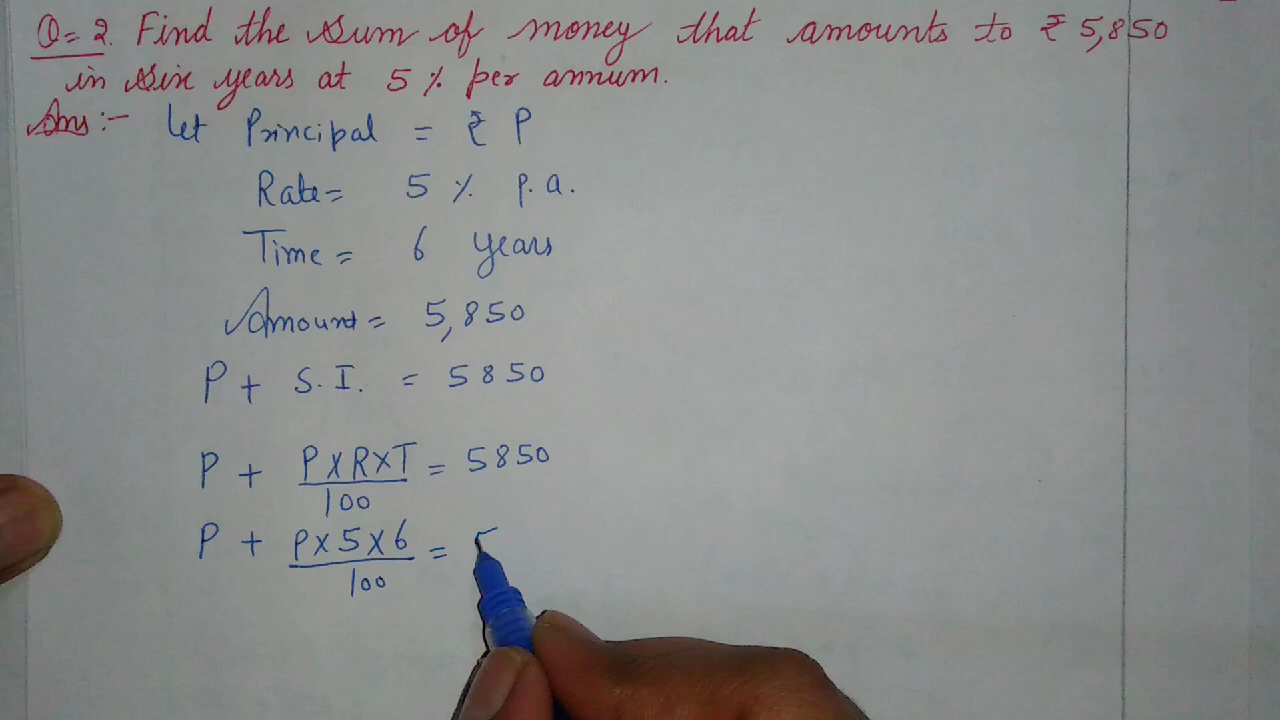 Q=2. Find the sum of money that amounts to ₹ 5,850
in six years at 5 % per annum.
Ans:- let Principal = ₹ P
Rate= 5 % p.a.
Time = 6 years
Amount = 5,850
P + S.I. = 5850
P + P×R×T/100 = 5850
P + P×5×6/100 = 5